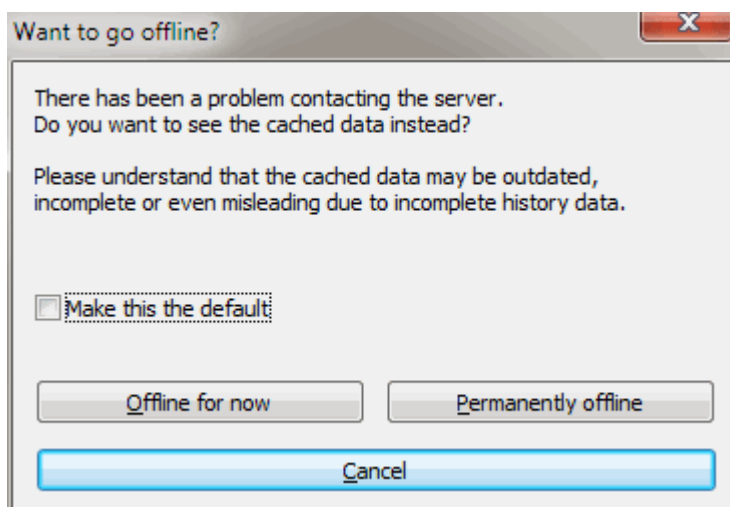 Want to go offline?
There has been a problem contacting the server.
Do you want to see the cached data instead?
Please understand that the cached data may be outdated,
incomplete or even misleading due to incomplete history data.
Make this the default
Offline for now
Permanently offline
Cancel